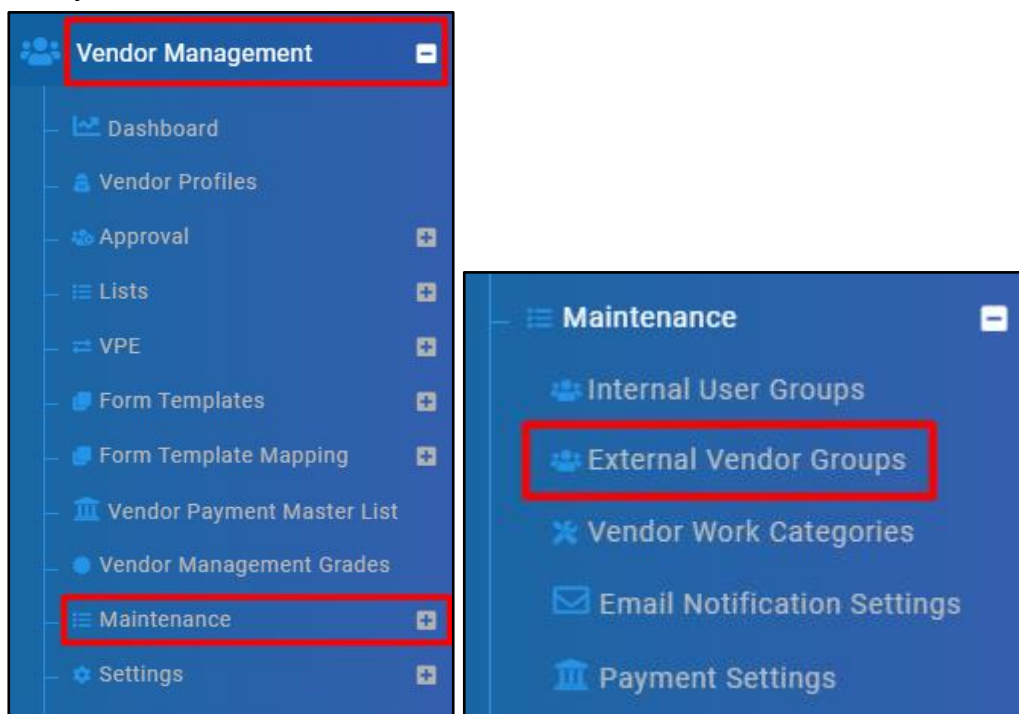 Vendor Management
Dashboard
Vendor Profiles
Approval
Lists
VPE
Form Templates
Form Template Mapping
Vendor Payment Master List
Vendor Management Grades
Maintenance
Settings
Maintenance
Internal User Groups
External Vendor Groups
Vendor Work Categories
Email Notification Settings
Payment Settings